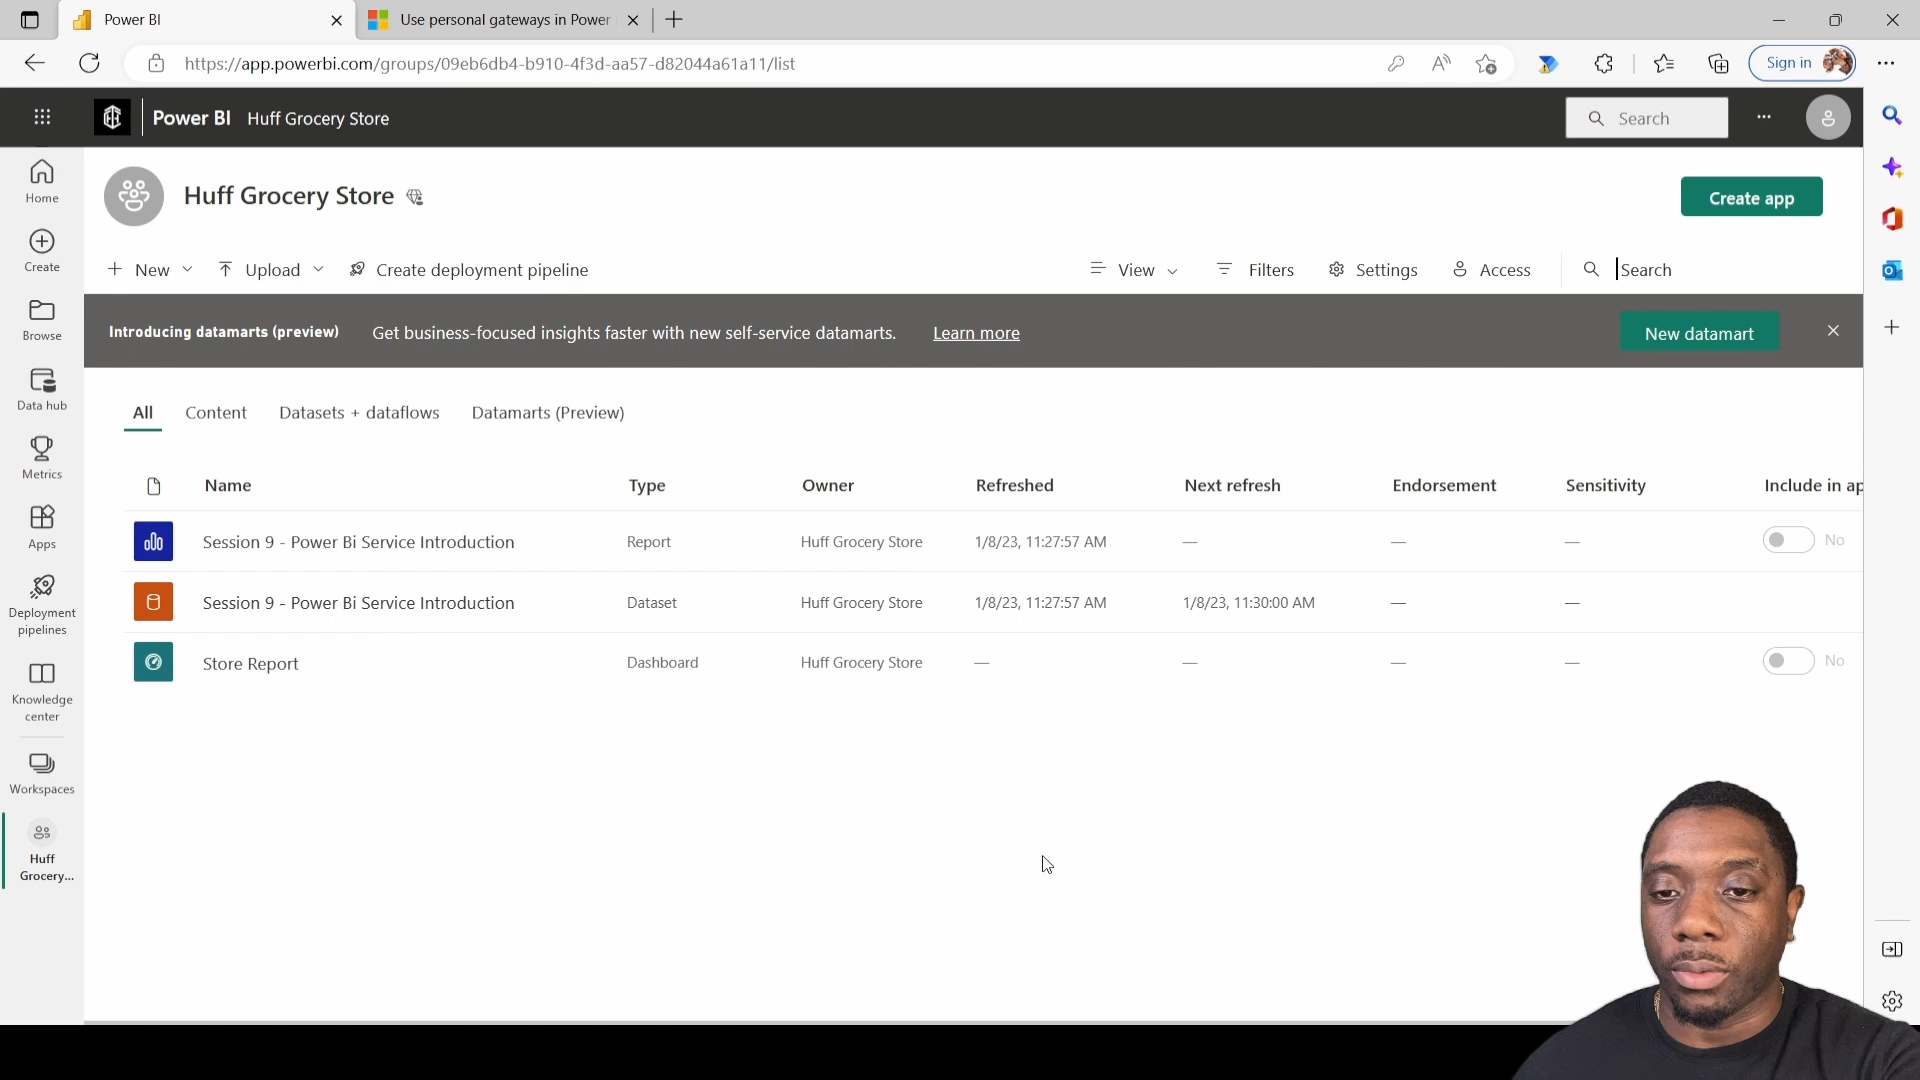 Power BI
Use personal gateways in Power
https://app.powerbi.com/groups/09eb6db4-b910-4f3d-aa57-d82044a61a11/list
Sign in
Power BI Huff Grocery Store
Search
Home
Create
Browse
Data hub
Metrics
Apps
Deployment
pipelines
Knowledge
center
Workspaces
Huff
Grocery...
Huff Grocery Store
Create app
New
Upload
Create deployment pipeline
View
Filters
Settings
Access
Search
Introducing datamarts (preview) Get business-focused insights faster with new self-service datamarts. Learn more
New datamart
All Content Datasets + dataflows Datamarts (Preview)
Name Type Owner Refreshed Next refresh Endorsement Sensitivity Include in ap
Session 9 - Power Bi Service Introduction Report Huff Grocery Store 1/8/23, 11:27:57 AM — — — No
Session 9 - Power Bi Service Introduction Dataset Huff Grocery Store 1/8/23, 11:27:57 AM 1/8/23, 11:30:00 AM — —
Store Report Dashboard Huff Grocery Store — — — — No